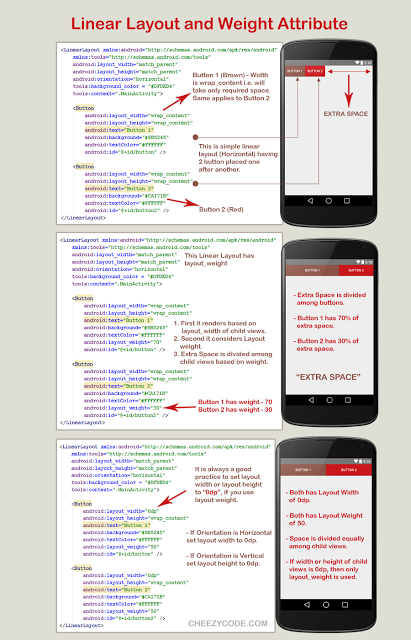 Linear Layout and Weight Attribute
<LinearLayout xmlns:android="http://schemas.android.com/apk/res/android"
xmlns:tools="http://schemas.android.com/tools"
android:layout_width="match_parent"
android:layout_height="match_parent"
android:orientation="horizontal"
tools:background_color = "#DFDED4"
tools:context=".MainActivity">
<Button
android:layout_width="wrap_content"
android:layout_height="wrap_content"
android:text="Button 1"
android:background="#8B5245"
android:textColor="#FFFFFF"
android:id="@+id/button2" />
<Button
android:layout_width="wrap_content"
android:layout_height="wrap_content"
android:text="Button 2"
android:background="#CA171B"
android:textColor="#FFFFFF"
android:id="@+id/button2" />
</LinearLayout>
Button 1 (Brown) - Width
is wrap_content i.e. will
take only required space.
Same applies to Button 2
This is simple linear
layout (Horizontal) having
2 button placed one
after another.
Button 2 (Red)
BUTTON 1
BUTTON 2
EXTRA SPACE
<LinearLayout xmlns:android="http://schemas.android.com/apk/res/android"
xmlns:tools="http://schemas.android.com/tools"
android:layout_width="match_parent"
android:layout_height="match_parent"
android:orientation="horizontal"
tools:background_color = "#DFDED4"
tools:context=".MainActivity">
<Button
android:layout_width="wrap_content"
android:layout_height="wrap_content"
android:text="Button 1"
android:background="#8B5245"
android:textColor="#FFFFFF"
android:layout_weight="70"
android:id="@+id/button2" />
<Button
android:layout_width="wrap_content"
android:layout_height="wrap_content"
android:text="Button 2"
android:background="#CA171B"
android:textColor="#FFFFFF"
android:layout_weight="30"
android:id="@+id/button2" />
</LinearLayout>
This Linear Layout has
layout_weight
1. First it renders based on
layout_width of child views.
2. Second it considers Layout
weight.
3. Extra Space is divided among
child views based on weight.
Button 1 has weight - 70
Button 2 has weight - 30
BUTTON 1
BUTTON 2
- Extra Space is divided
among buttons.
- Button 1 has 70% of
extra space.
- Button 2 has 30% of
extra space.
"EXTRA SPACE"
<LinearLayout xmlns:android="http://schemas.android.com/apk/res/android"
xmlns:tools="http://schemas.android.com/tools"
android:layout_width="match_parent"
android:layout_height="match_parent"
android:orientation="horizontal"
tools:background_color = "#DFDED4"
tools:context=".MainActivity">
<Button
android:layout_width="0dp"
android:layout_height="wrap_content"
android:text="Button 1"
android:background="#8B5245"
android:textColor="#FFFFFF"
android:layout_weight="50"
android:id="@+id/button2" />
<Button
android:layout_width="0dp"
android:layout_height="wrap_content"
android:text="Button 2"
android:background="#CA171B"
android:textColor="#FFFFFF"
android:layout_weight="50"
android:id="@+id/button2" />
</LinearLayout>
It is always a good
practice to set layout
width or layout height
to "0dp", if you use
layout weight.
- If Orientation is Horizontal
set layout width to 0dp.
- If Orientation is Vertical
set layout height to 0dp.
BUTTON 1
BUTTON 2
- Both has Layout Width
of 0dp.
- Both has Layout Weight
of 50.
- Space is divided equally
among child views.
- If width or height of child
views is 0dp, then only
layout_weight is used.
CHEEZYCODE.COM